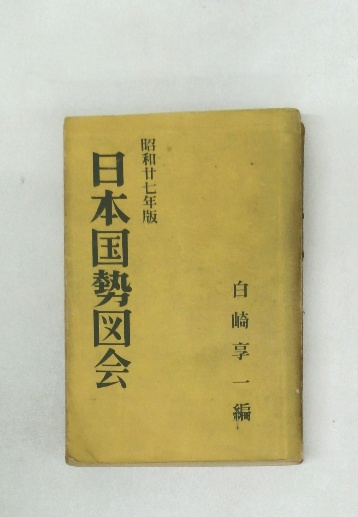 昭和廿七年版
日本国勢図会
白崎享一編